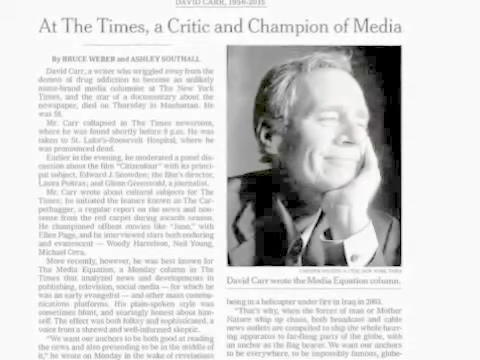 DAVID CARR, 1956-2015
At The Times, a Critic and Champion of Media
By BRUCE WEBER and ASHLEY SOUTHALL
David Carr, a writer who wriggled away from the
demon of drug addiction to become an unlikely
name-brand media columnist at The New York
Times, and the star of a documentary about the
newspaper, died on Thursday in Manhattan. He
was 58.
Mr. Carr collapsed in The Times newsroom,
where he was found shortly before 9 p.m. He was
taken to St. Luke's-Roosevelt Hospital, where he
was pronounced dead.
Earlier in the evening, he moderated a panel dis-
cussion about the film "Citizenfour" with its princi-
pal subject, Edward J. Snowden; the film's director,
Laura Poitras; and Glenn Greenwald, a journalist.
Mr. Carr wrote about cultural subjects for The
Times; he initiated the feature known as The Car-
petbagger, a regular report on the news and non-
sense from the red carpet during awards season.
He championed offbeat movies like "Juno," with
Ellen Page, and he interviewed stars both enduring
and evanescent — Woody Harrelson, Neil Young,
Michael Cera.
More recently, however, he was best known for
The Media Equation, a Monday column in The
Times that analyzed news and developments in
publishing, television, social media — for which he
was an early evangelist — and other mass commu-
nications platforms. His plain-spoken style was
sometimes blunt, and searingly honest about him-
self. The effect was both folksy and sophisticated, a
voice from a shrewd and well-informed skeptic.
"We want our anchors to be both good at reading
the news and also pretending to be in the middle of
it," he wrote on Monday in the wake of revelations
David Carr wrote the Media Equation column.
being in a helicopter under fire in Iraq in 2003.
"That's why, when the forces of man or Mother
Nature whip up chaos, both broadcast and cable
news outlets are compelled to ship the whole hear-
ing apparatus to far-flung parts of the globe, with
an anchor as the flag bearer. We want our anchors
to be everywhere, to be impossibly famous, globe-